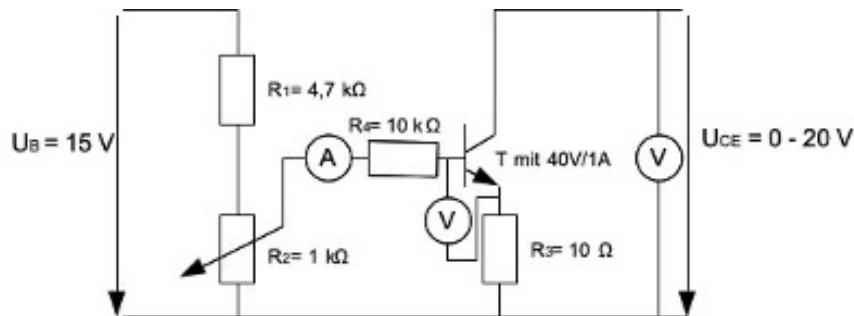 R1= 4,7 kΩ
R4= 10 kΩ
UB = 15 V
A
T mit 40V/1A
V
UCE = 0 - 20 V
V
R2= 1 kΩ
R3= 10 Ω